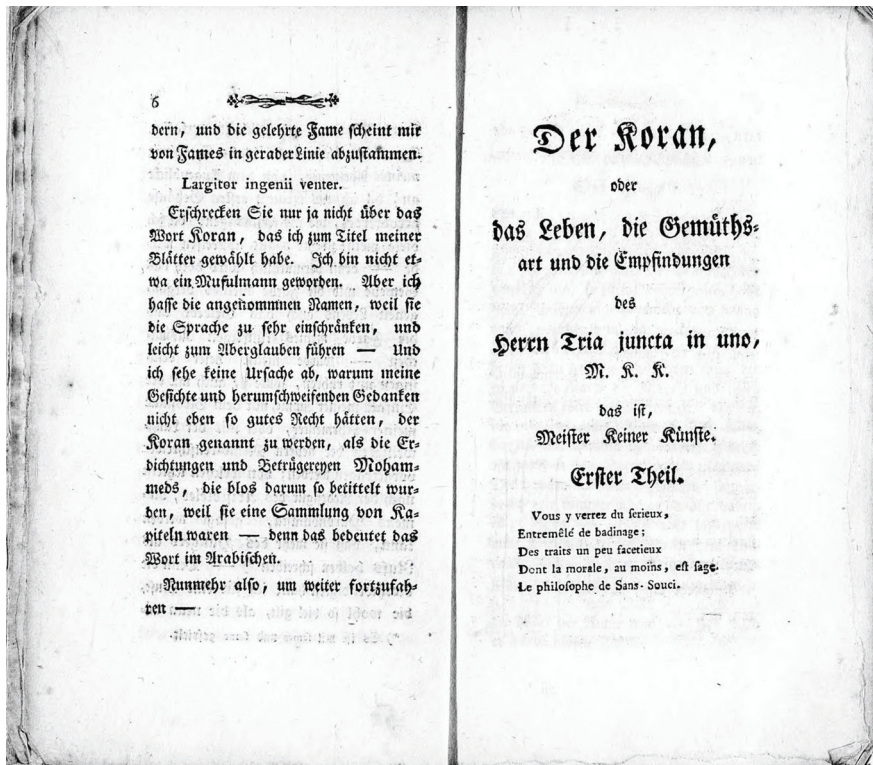 6
dern, und die gelehrte Fame scheint mir
von Fames in gerader Linie abzustammen.
Largitor ingenii venter.
Erschrecken Sie nur ja nicht über das
Wort Koran, das ich zum Titel meiner
Blätter gewählt habe. Ich bin nicht et-
wa ein Musulmann geworden. Aber ich
hasse die angenommnen Namen, weil sie
die Sprache zu sehr einschränken, und
leicht zum Aberglauben führen — Und
ich sehe keine Ursache ab, warum meine
Gesichte und herumschweifenden Gedanken
nicht eben so gutes Recht hätten, der
Koran genannt zu werden, als die Er-
dichtungen und Betrügereyen Moham-
meds, die blos darum so betittelt wur-
den, weil sie eine Sammlung von Ka-
piteln waren — denn das bedeutet das
Wort im Arabischen.
Nunmehr also, um weiter fortzufah-
ren —
Der Koran,
oder
das Leben, die Gemüths-
art und die Empfindungen
des
Herrn Tria juncta in uno,
M. K. K.
das ist,
Meister Keiner Künste.
Erster Theil.
Vous y verrez du serieux,
Entremêlé de badinage;
Des traits un peu facetieux
Dont la morale, au moins, est sage.
Le philosophe de Sans-Souci.